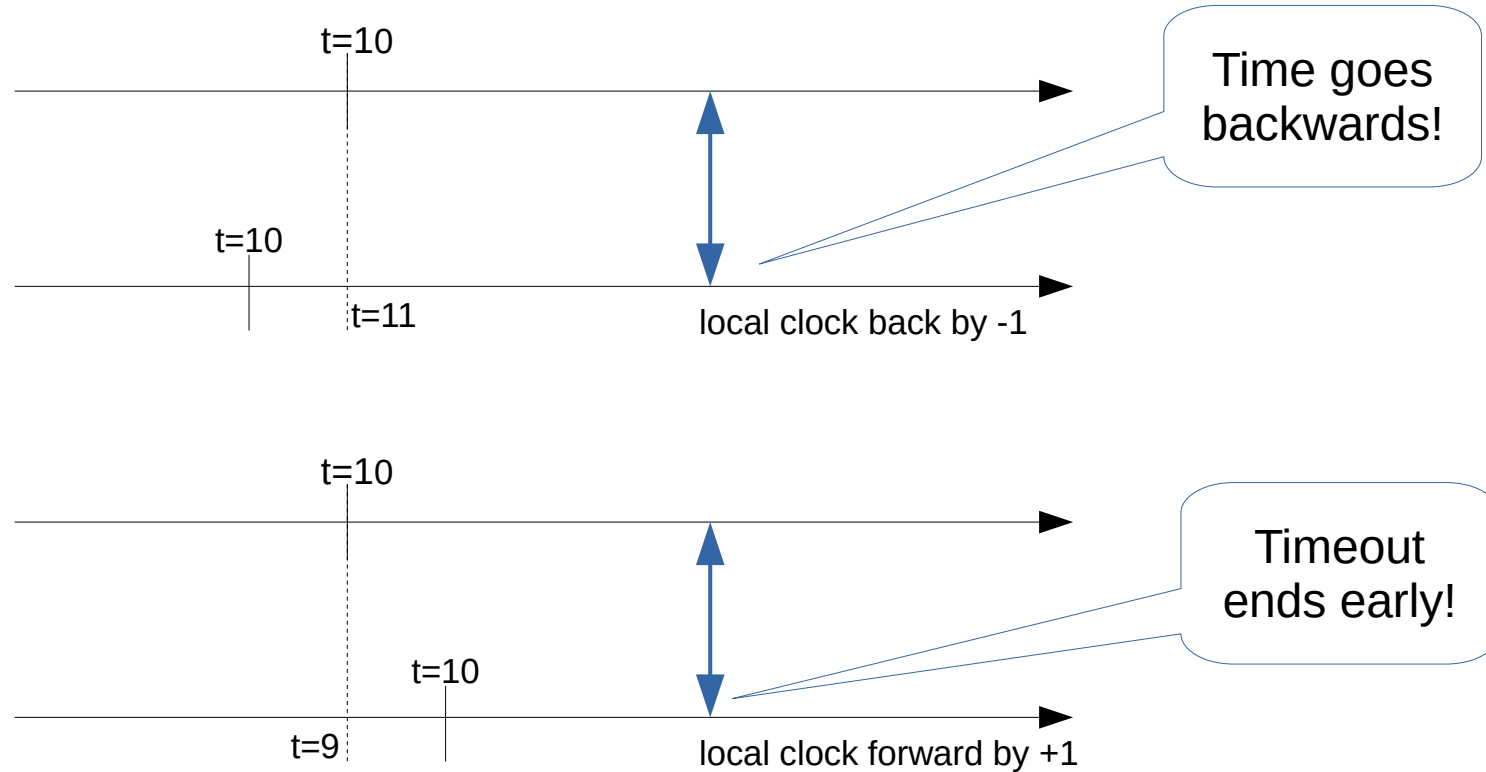 t=10
Time goes
backwards!
t=10
t=11
local clock back by -1
t=10
Timeout
ends early!
t=10
t=9
local clock forward by +1